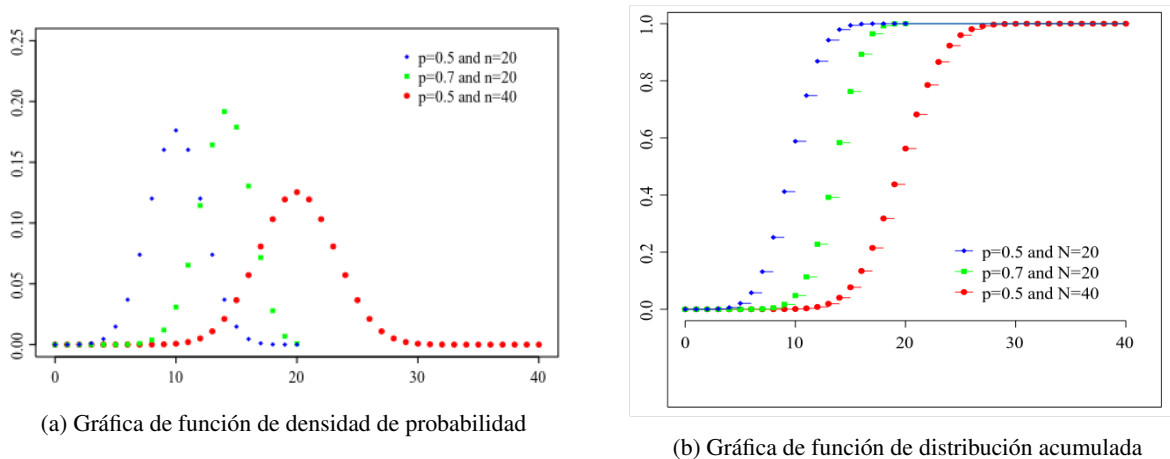 0.25
0.20
0.15
0.10
0.05
0.00
p=0.5 and n=20
p=0.7 and n=20
p=0.5 and n=40
0 10 20 30 40
(a) Gráfica de función de densidad de probabilidad
1.0
0.8
0.6
0.4
0.2
0.0
p=0.5 and N=20
p=0.7 and N=20
p=0.5 and N=40
0 10 20 30 40
(b) Gráfica de función de distribución acumulada